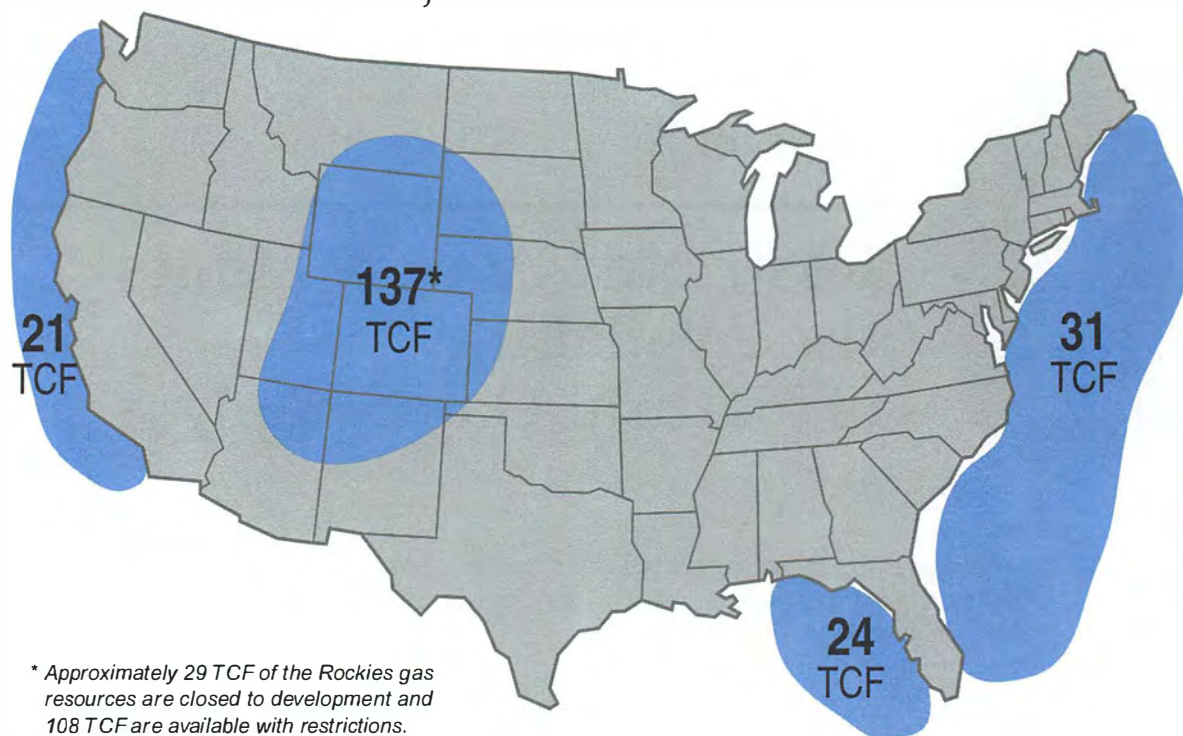 137*
TCF
21
TCF
31
TCF
24
TCF
* Approximately 29 TCF of the Rockies gas
resources are closed to development and
108 TCF are available with restrictions.